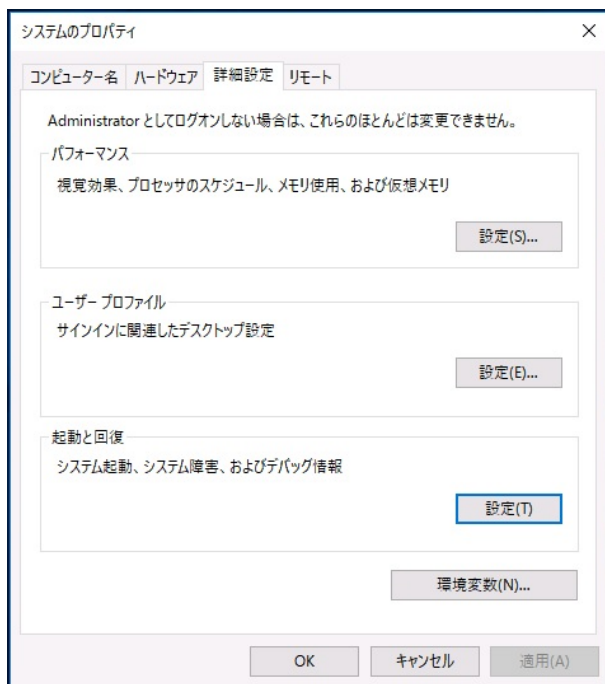 システムのプロパティ
コンピューター名 ハードウェア 詳細設定 リモート
Administrator としてログオンしない場合は、これらのほとんどは変更できません。
パフォーマンス
視覚効果、プロセッサのスケジュール、メモリ使用、および仮想メモリ
設定(S)...
ユーザー プロファイル
サインインに関連したデスクトップ設定
設定(E)...
起動と回復
システム起動、システム障害、およびデバッグ情報
設定(T)
環境変数(N)...
OK キャンセル 適用(A)